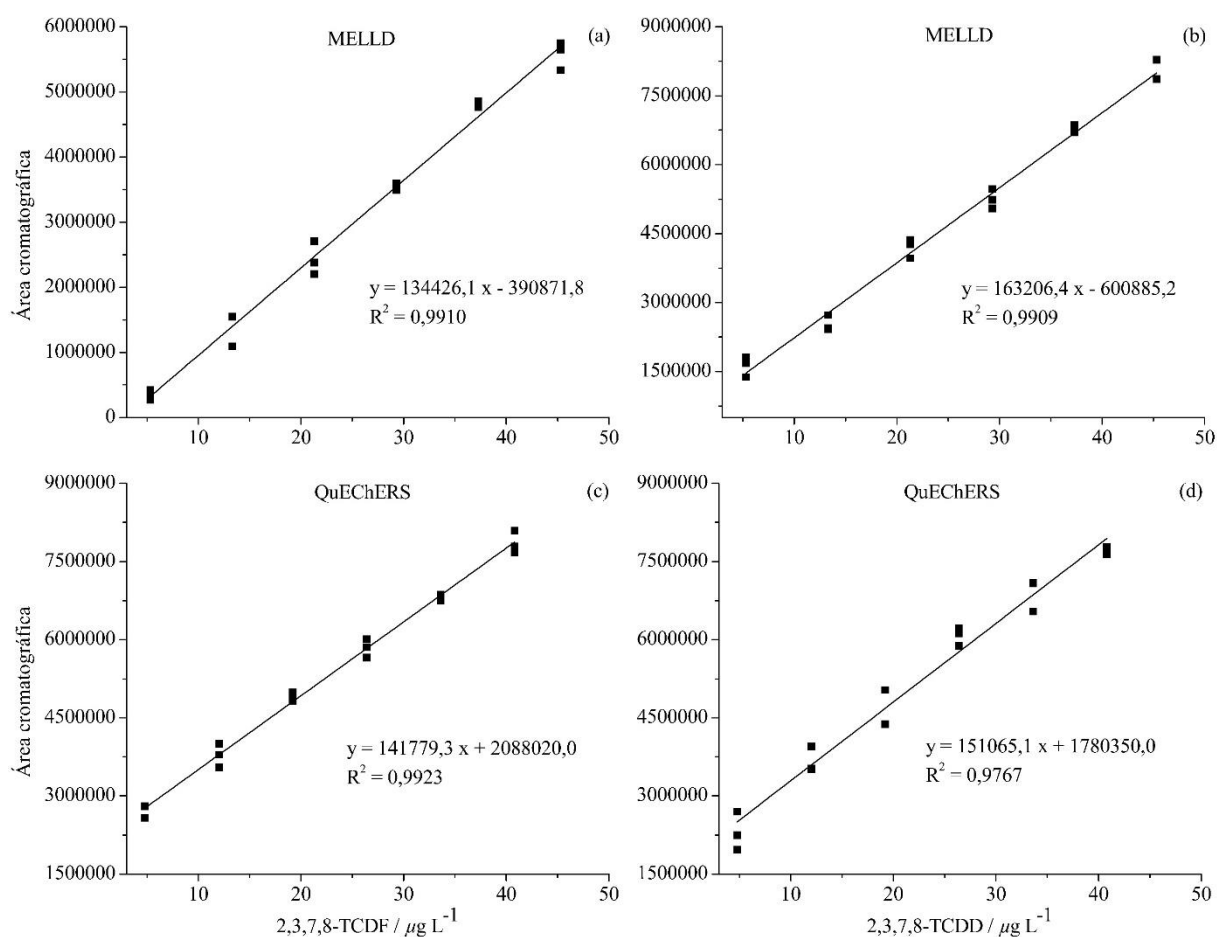 MELLD
(a)
Área cromatográfica
6000000
5000000
4000000
3000000
2000000
1000000
0
y = 134426,1 x - 390871,8
R² = 0,9910
10 20 30 40 50
MELLD
(b)
9000000
7500000
6000000
4500000
3000000
1500000
y = 163206,4 x - 600885,2
R² = 0,9909
10 20 30 40 50
QuEChERS
(c)
Área cromatográfica
9000000
7500000
6000000
4500000
3000000
1500000
y = 141779,3 x + 2088020,0
R² = 0,9923
10 20 30 40 50
2,3,7,8-TCDF / µg L⁻¹
QuEChERS
(d)
9000000
7500000
6000000
4500000
3000000
1500000
y = 151065,1 x + 1780350,0
R² = 0,9767
10 20 30 40 50
2,3,7,8-TCDD / µg L⁻¹